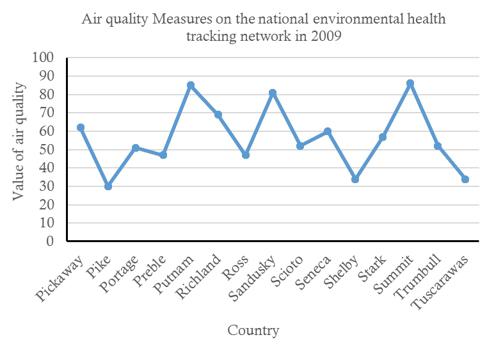 Air quality Measures on the national environmental health
tracking network in 2009
Value of air quality
100
90
80
70
60
50
40
30
20
10
0
Pickaway
Pike
Portage
Preble
Putnam
Richland
Ross
Sandusky
Scioto
Seneca
Shelby
Stark
Summit
Trumbull
Tuscarawas
Country